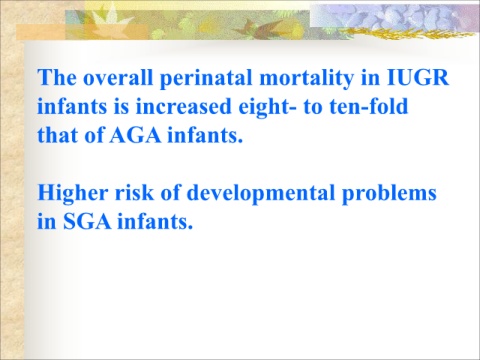 The overall perinatal mortality in IUGR
infants is increased eight- to ten-fold
that of AGA infants.
Higher risk of developmental problems
in SGA infants.